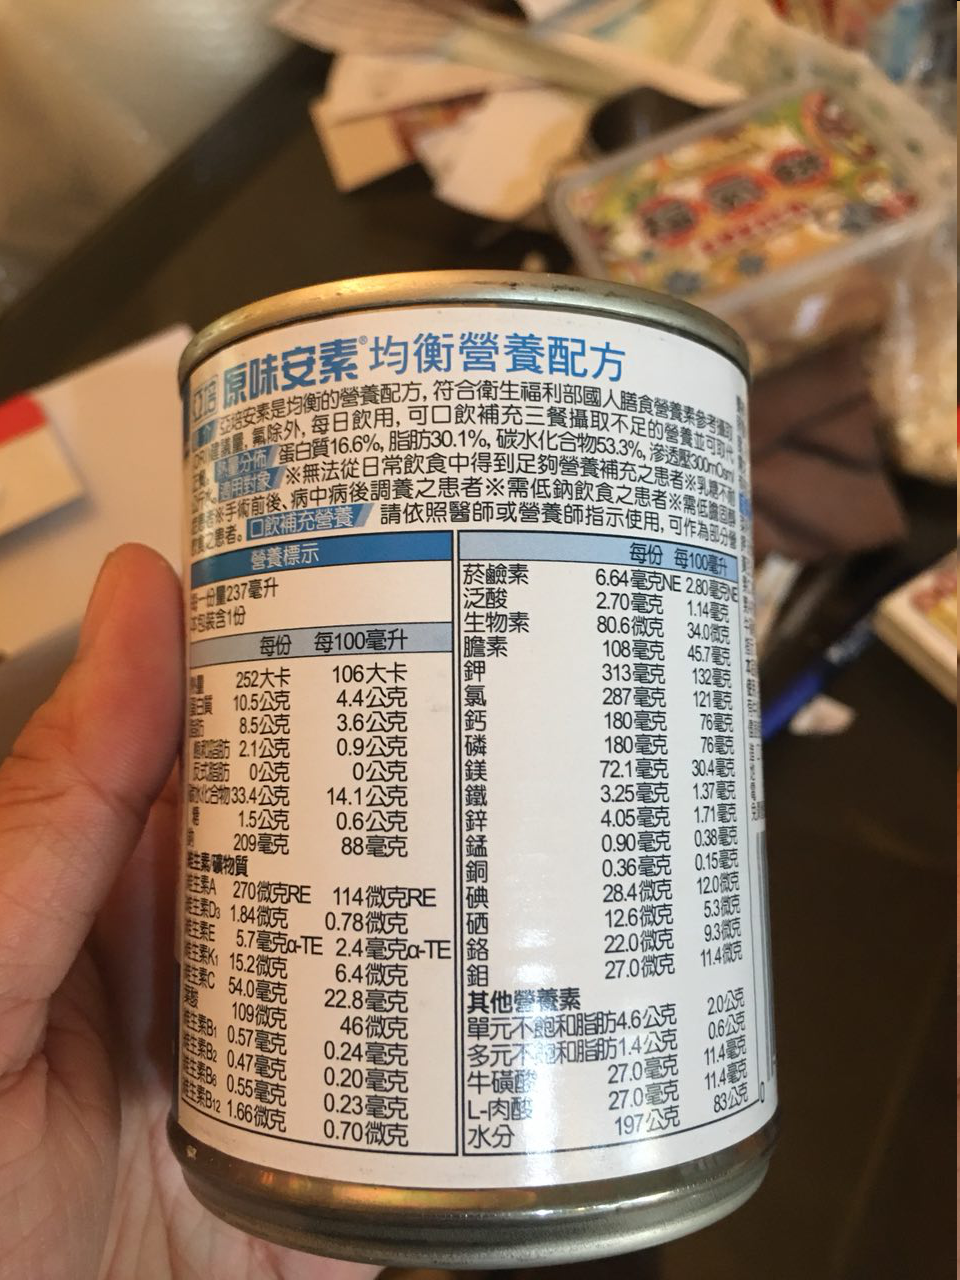 亞培 原味安素®均衡營養配方
亞培安素是均衡的營養配方,符合衛生福利部國人膳食營養素參考攝取
建議量,氟除外,每日飲用,可口飲補充三餐攝取不足的營養並可取代
熱量分佈 蛋白質16.6%, 脂肪30.1%, 碳水化合物53.3%, 滲透壓300mOsm/
適用對象 ※無法從日常飲食中得到足夠營養補充之患者※乳糖不耐
※手術前後、病中病後調養之患者※需低鈉飲食之患者※需低膽固醇
飲食之患者。 口飲補充營養 請依照醫師或營養師指示使用,可作為部分營
營養標示
每一份量237毫升
本包裝含1份
每份 每100毫升
熱量 252大卡 106大卡
蛋白質 10.5公克 4.4公克
脂肪 8.5公克 3.6公克
飽和脂肪 2.1公克 0.9公克
反式脂肪 0公克 0公克
碳水化合物 33.4公克 14.1公克
糖 1.5公克 0.6公克
鈉 209毫克 88毫克
維生素/礦物質
維生素A 270微克RE 114微克RE
維生素D3 1.84微克 0.78微克
維生素E 5.7毫克α-TE 2.4毫克α-TE
維生素K1 15.2微克 6.4微克
維生素C 54.0毫克 22.8毫克
葉酸 109微克 46微克
維生素B1 0.57毫克 0.24毫克
維生素B2 0.47毫克 0.20毫克
維生素B6 0.55毫克 0.23毫克
維生素B12 1.66微克 0.70微克
每份 每100毫升
菸鹼素 6.64毫克NE 2.80毫克NE
泛酸 2.70毫克 1.14毫克
生物素 80.6微克 34.0微克
膽素 108毫克 45.7毫克
鉀 313毫克 132毫克
氯 287毫克 121毫克
鈣 180毫克 76毫克
磷 180毫克 76毫克
鎂 72.1毫克 30.4毫克
鐵 3.25毫克 1.37毫克
鋅 4.05毫克 1.71毫克
錳 0.90毫克 0.38毫克
銅 0.36毫克 0.15毫克
碘 28.4微克 12.0微克
硒 12.6微克 5.3微克
鉻 22.0微克 9.3微克
鉬 27.0微克 11.4微克
其他營養素
單元不飽和脂肪 4.6公克 2.0公克
多元不飽和脂肪 1.4公克 0.6公克
牛磺酸 27.0毫克 11.4毫克
L-肉酸 27.0毫克 11.4毫克
水分 197公克 83公克